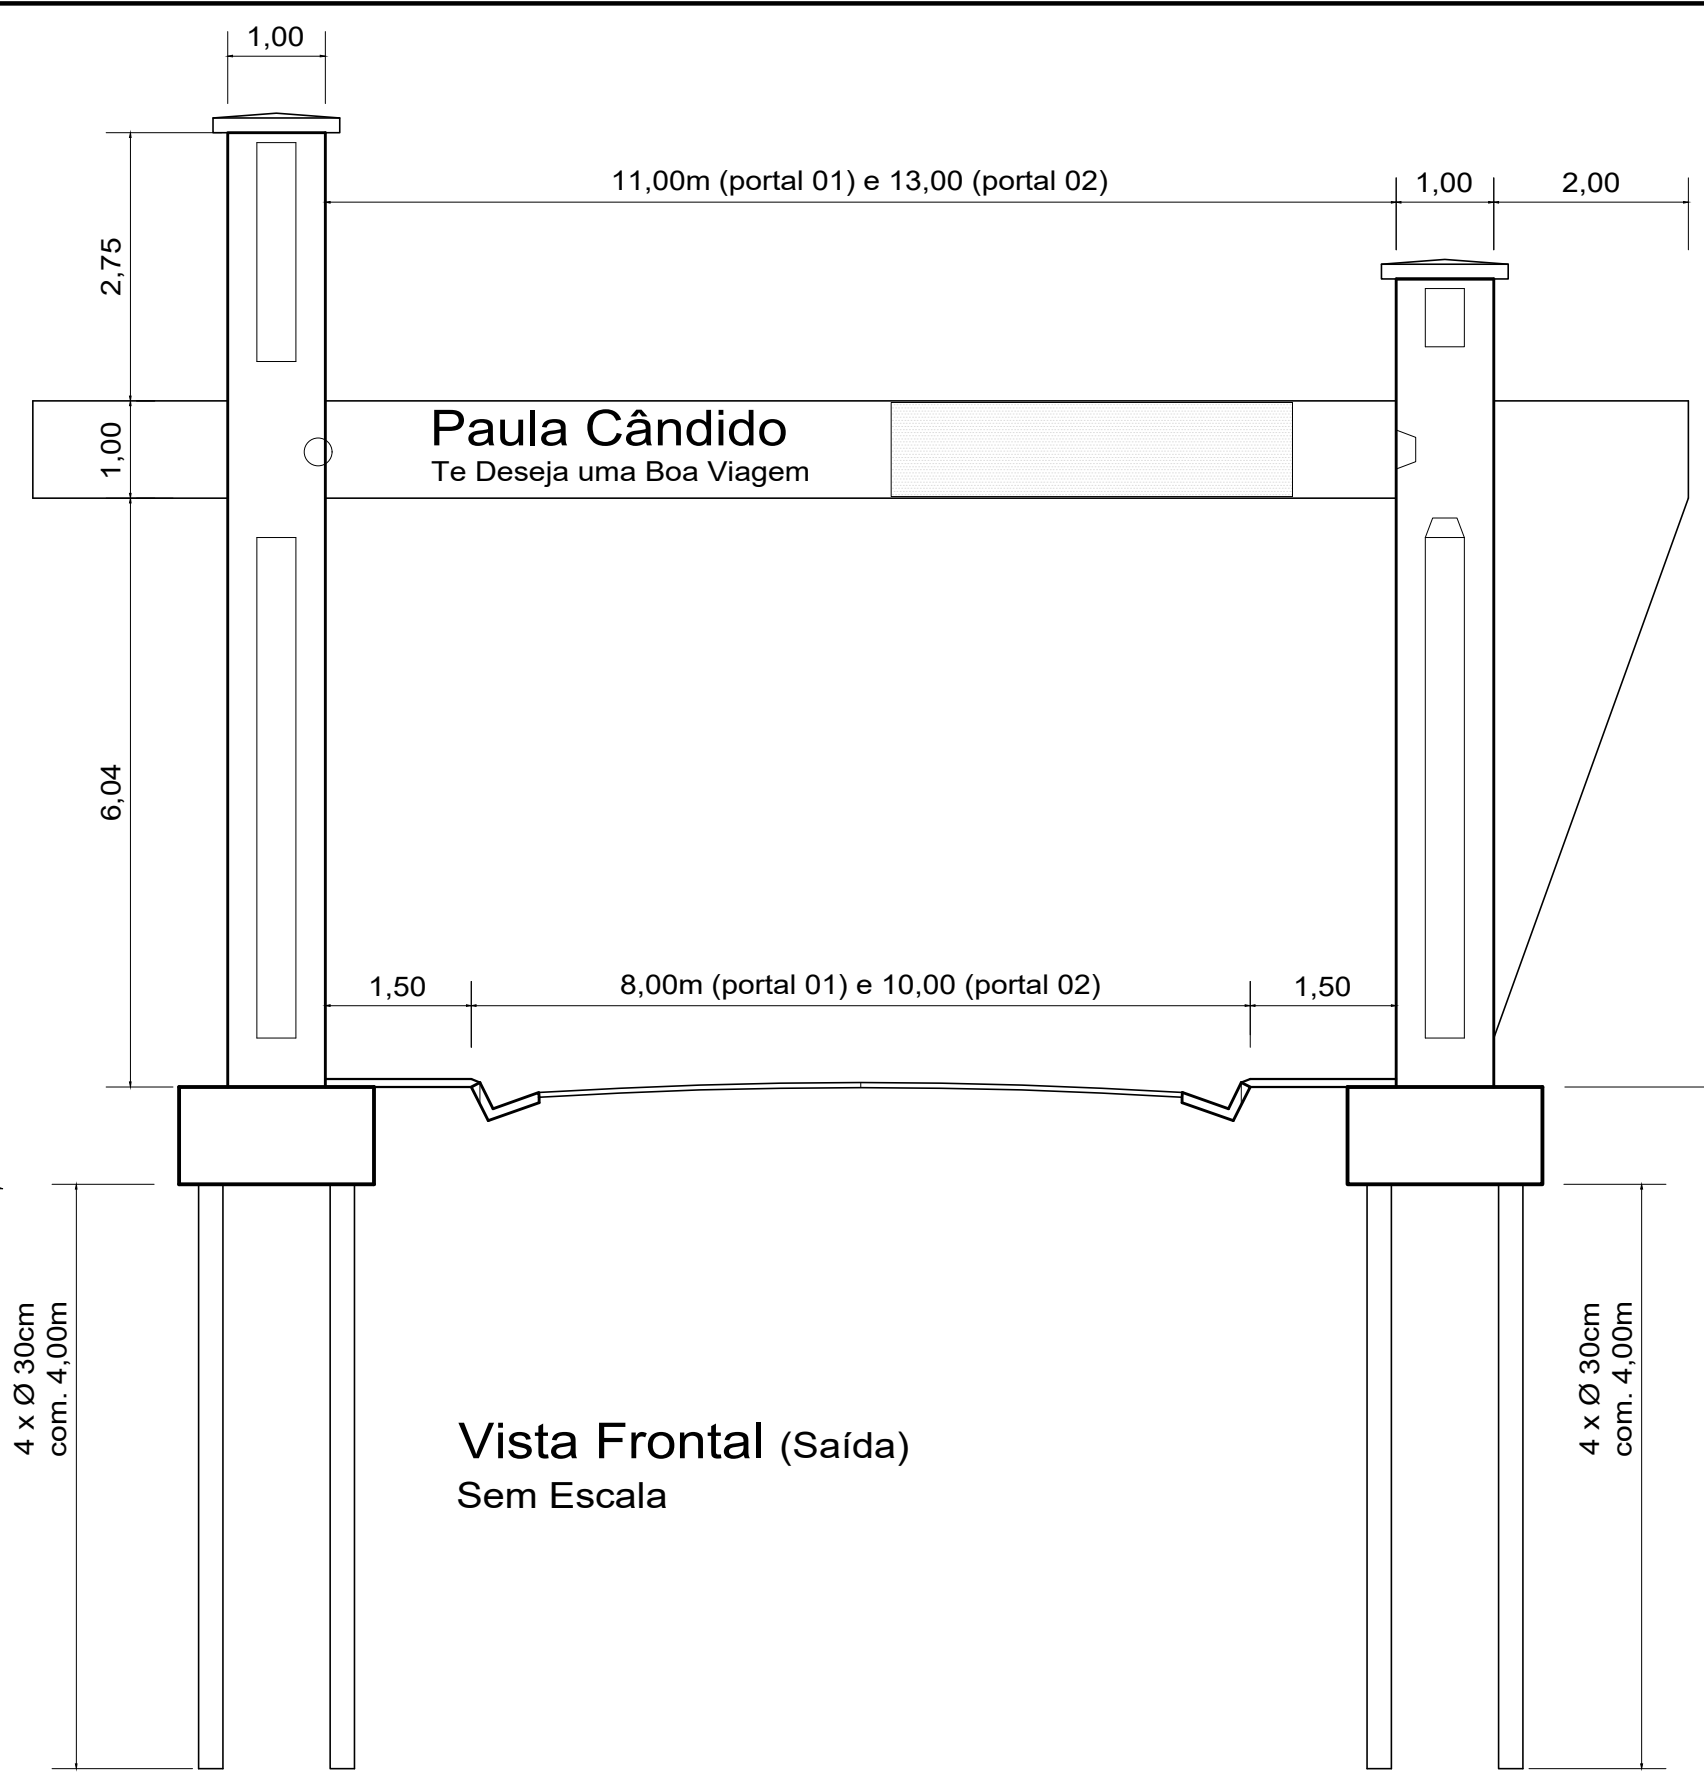 1,00
11,00m (portal 01) e 13,00 (portal 02)
1,00
2,00
2,75
Paula Cândido
Te Deseja uma Boa Viagem
1,00
6,04
1,50
8,00m (portal 01) e 10,00 (portal 02)
1,50
4 x Ø 30cm
com. 4,00m
4 x Ø 30cm
com. 4,00m
Vista Frontal (Saída)
Sem Escala